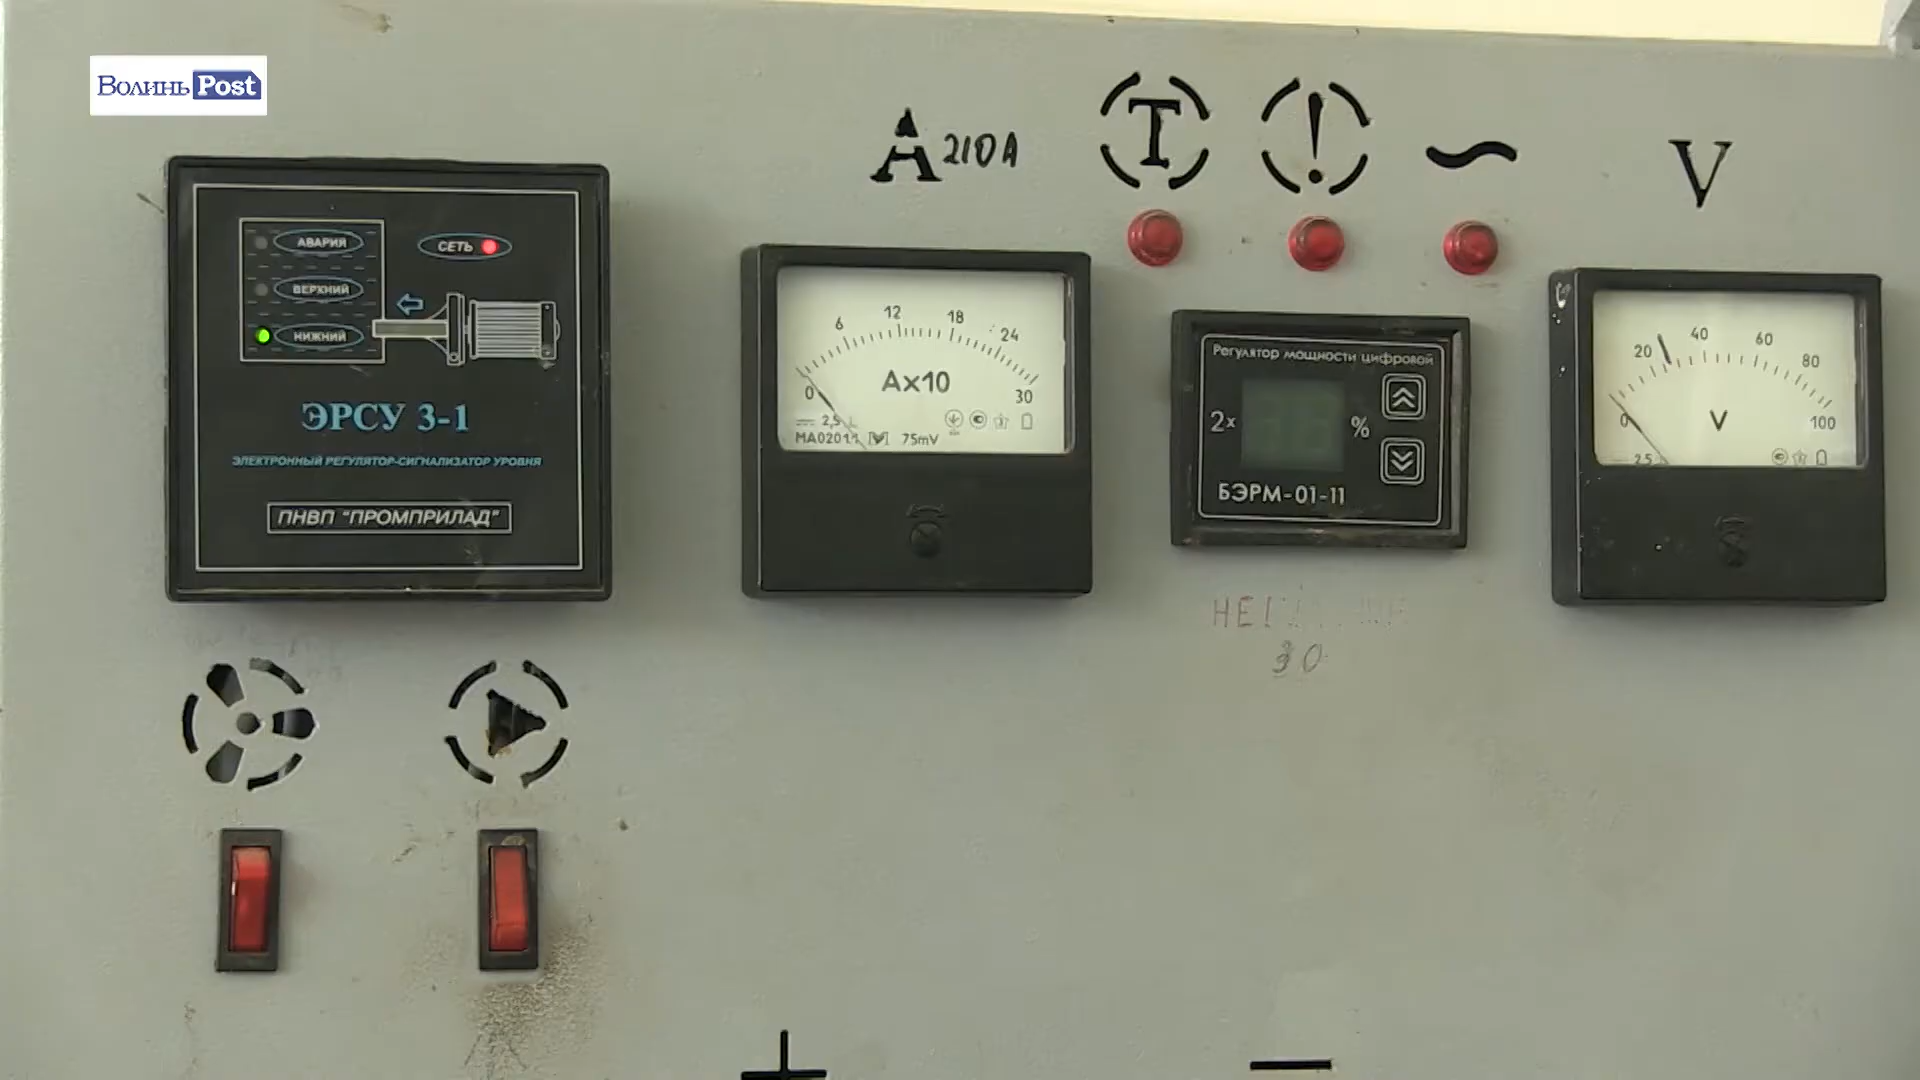 Волинь Post
A 210A
T
!
V
АВАРИЯ
СЕТЬ
ВЕРХНИЙ
НИЖНИЙ
ЭРСУ 3-1
ЭЛЕКТРОННЫЙ РЕГУЛЯТОР-СИГНАЛИЗАТОР УРОВНЯ
ПНВП "ПРОМПРИЛАД"
0 6 12 18 24 30
Ax10
2,5
75mV
Регулятор мощности цифровой
2x %
БЭРМ-01-11
30
0 20 40 60 80 100
V
2.5
+ −